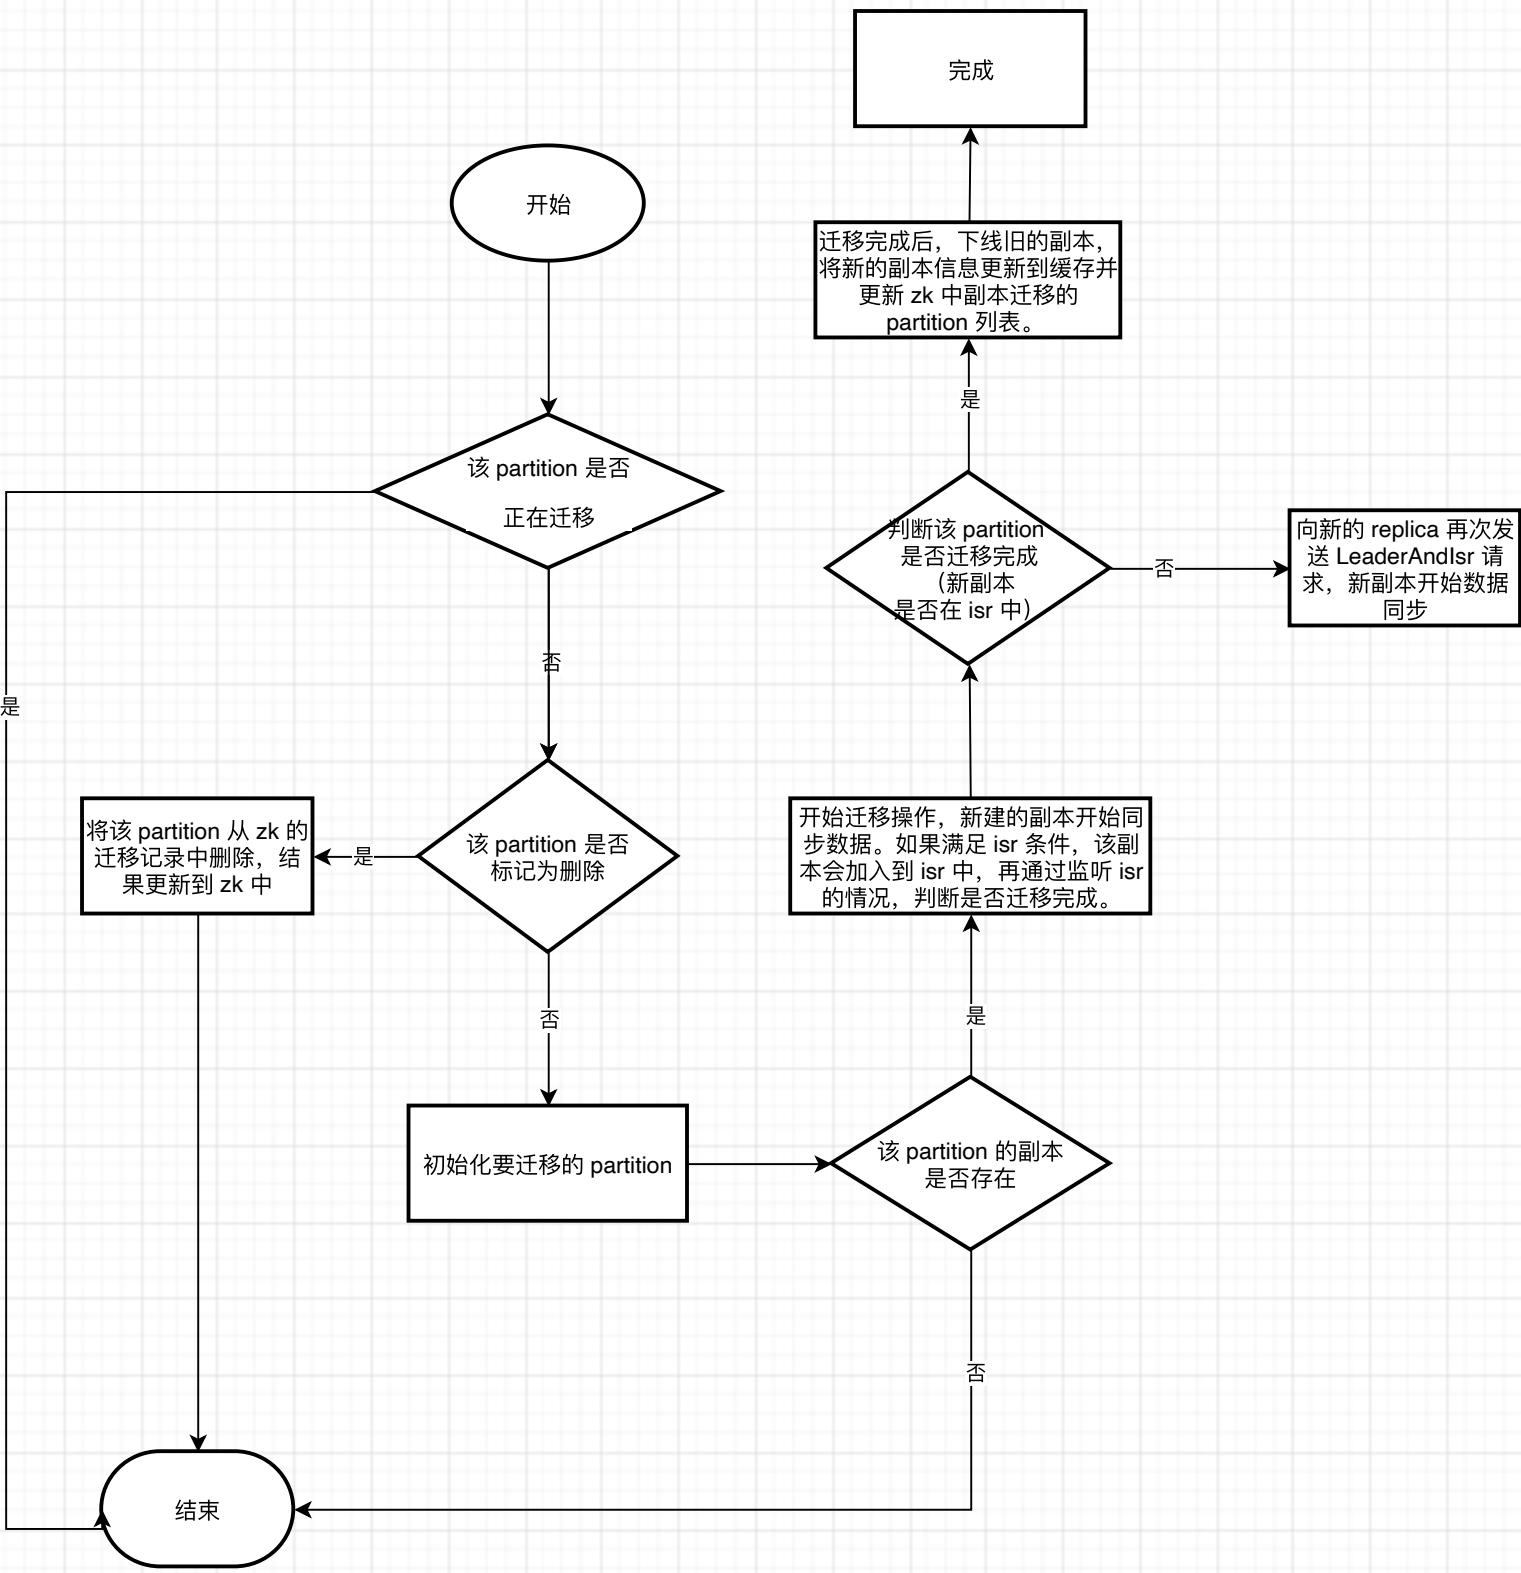 完成
开始
迁移完成后，下线旧的副本，
将新的副本信息更新到缓存并
更新 zk 中副本迁移的
partition 列表。
是
该 partition 是否
正在迁移
判断该 partition
是否迁移完成
（新副本
是否在 isr 中）
否
向新的 replica 再次发
送 LeaderAndIsr 请
求，新副本开始数据
同步
否
是
将该 partition 从 zk 的
迁移记录中删除，结
果更新到 zk 中
是
该 partition 是否
标记为删除
开始迁移操作，新建的副本开始同
步数据。如果满足 isr 条件，该副
本会加入到 isr 中，再通过监听 isr
的情况，判断是否迁移完成。
否
是
初始化要迁移的 partition
该 partition 的副本
是否存在
否
结束